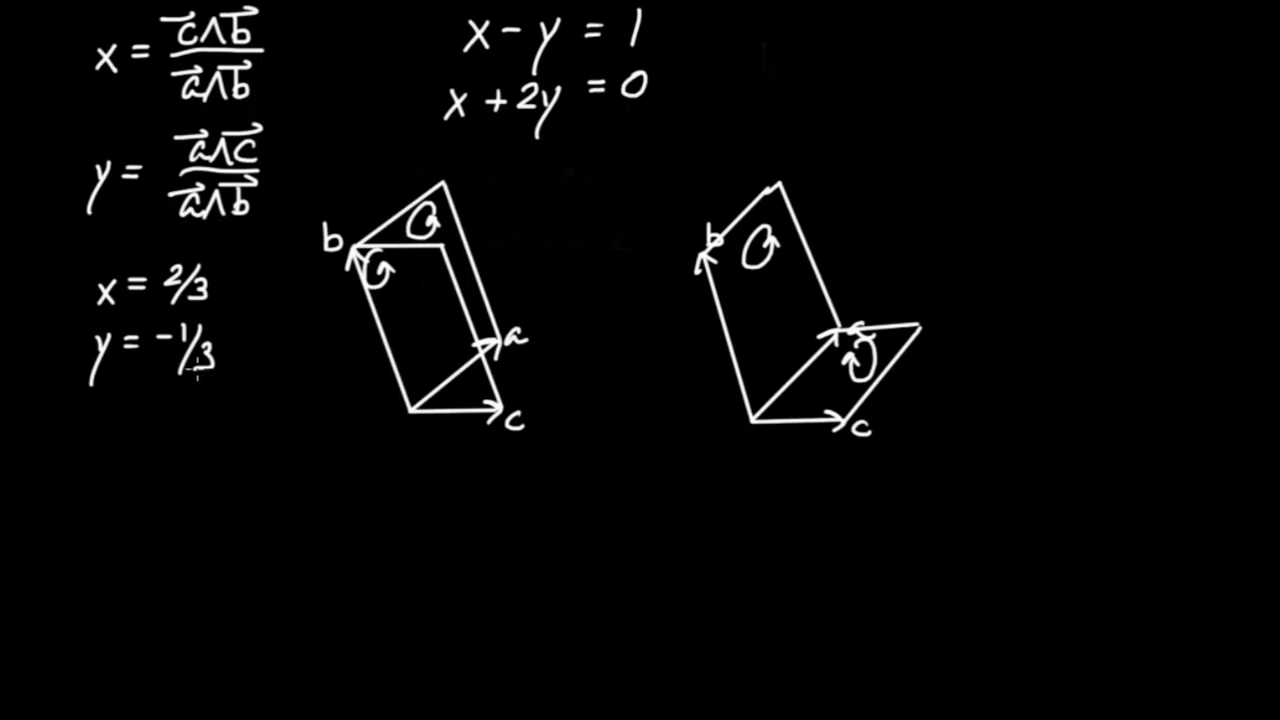 x = c⃗∧b⃗ / a⃗∧b⃗
y = a⃗∧c⃗ / a⃗∧b⃗
x = 2/3
y = -1/3
x - y = 1
x + 2y = 0
b
a
c
b
a
c